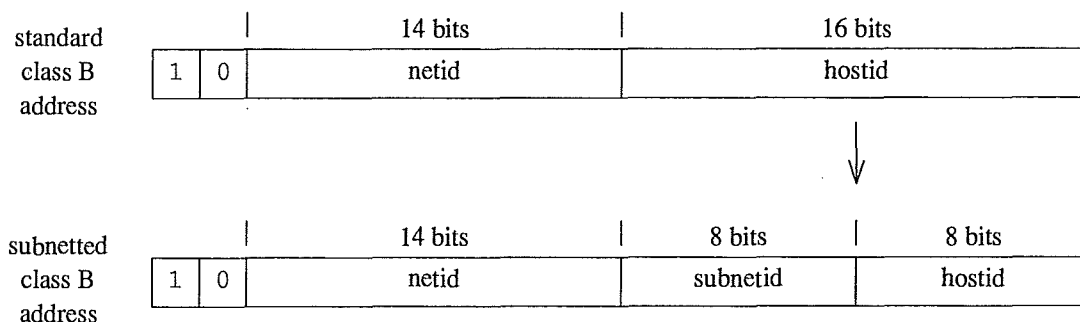 14 bits 16 bits
standard
class B 1 0 netid hostid
address
14 bits 8 bits 8 bits
subnetted
class B 1 0 netid subnetid hostid
address